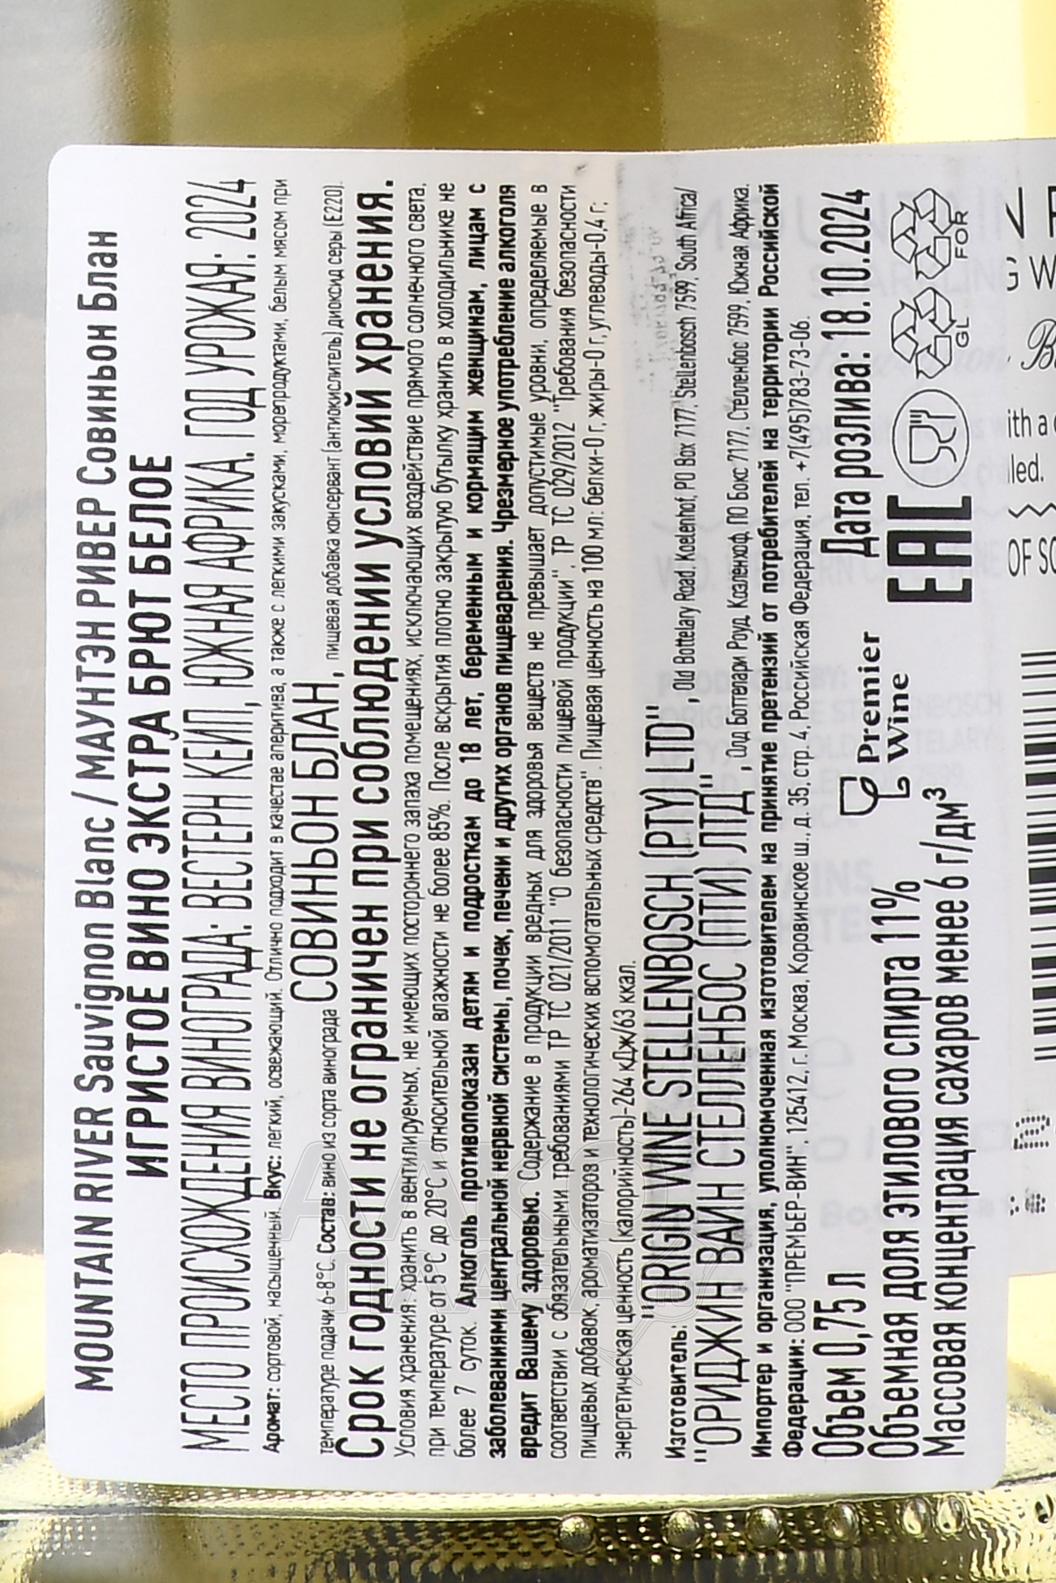 MOUNTAIN RIVER Sauvignon Blanc / МАУНТЭН РИВЕР Совиньон Блан
ИГРИСТОЕ ВИНО ЭКСТРА БРЮТ БЕЛОЕ
МЕСТО ПРОИСХОЖДЕНИЯ ВИНОГРАДА: ВЕСТЕРН КЕЙП, ЮЖНАЯ АФРИКА. ГОД УРОЖАЯ: 2024
Аромат: сортовой, насыщенный. Вкус: легкий, освежающий. Отлично подходит в качестве аперитива, а также с легкими закусками, морепродуктами, белым мясом при
температуре подачи 6-8°C. Состав: вино из сорта винограда СОВИНЬОН БЛАН, пищевая добавка консервант (антиокислитель) диоксид серы (Е220).
Срок годности не ограничен при соблюдении условий хранения.
Условия хранения: хранить в вентилируемых, не имеющих постороннего запаха помещениях, исключающих воздействие прямого солнечного света,
при температуре от 5°C до 20°C и относительной влажности не более 85%. После вскрытия плотно закрытую бутылку хранить в холодильнике не
более 7 суток. Алкоголь противопоказан детям и подросткам до 18 лет, беременным и кормящим женщинам, лицам с
заболеваниями центральной нервной системы, почек, печени и других органов пищеварения. Чрезмерное употребление алкоголя
вредит Вашему здоровью. Содержание в продукции вредных для здоровья веществ не превышает допустимые уровни, определяемые в
соответствии с обязательными требованиями ТР ТС 021/2011 "О безопасности пищевой продукции", ТР ТС 029/2012 "Требования безопасности
пищевых добавок, ароматизаторов и технологических вспомогательных средств". Пищевая ценность на 100 мл: белки-0 г, жиры-0 г, углеводы-0,4 г;
энергетическая ценность(калорийность)-264 кДж/63 ккал.
Изготовитель: "ORIGIN WINE STELLENBOSCH (PTY) LTD", Old Bottelary Road, Koelenhof, PO Box 7177, Stellenbosch 7599, South Africa/
"ОРИДЖИН ВАЙН СТЕЛЛЕНБОС (ПТИ) ЛТД", Олд Боттелари Роуд, Коэленхоф, ПО Бокс 7177, Стеленбос 7599, Южная Африка.
Импортер и организация, уполномоченная изготовителем на принятие претензий от потребителей на территории Российской
Федерации: ООО "ПРЕМЬЕР-ВИН", 125412, г. Москва, Коровинское ш., д. 35, стр. 4, Российская Федерация, тел. +7(495)783-73-06.
Объем 0,75 л
Дата розлива: 18.10.2024
Объемная доля этилового спирта 11%
Массовая концентрация сахаров менее 6 г/дм³
Premier
Wine
EAC
GL
FOR
ith a
lled.
OF SO